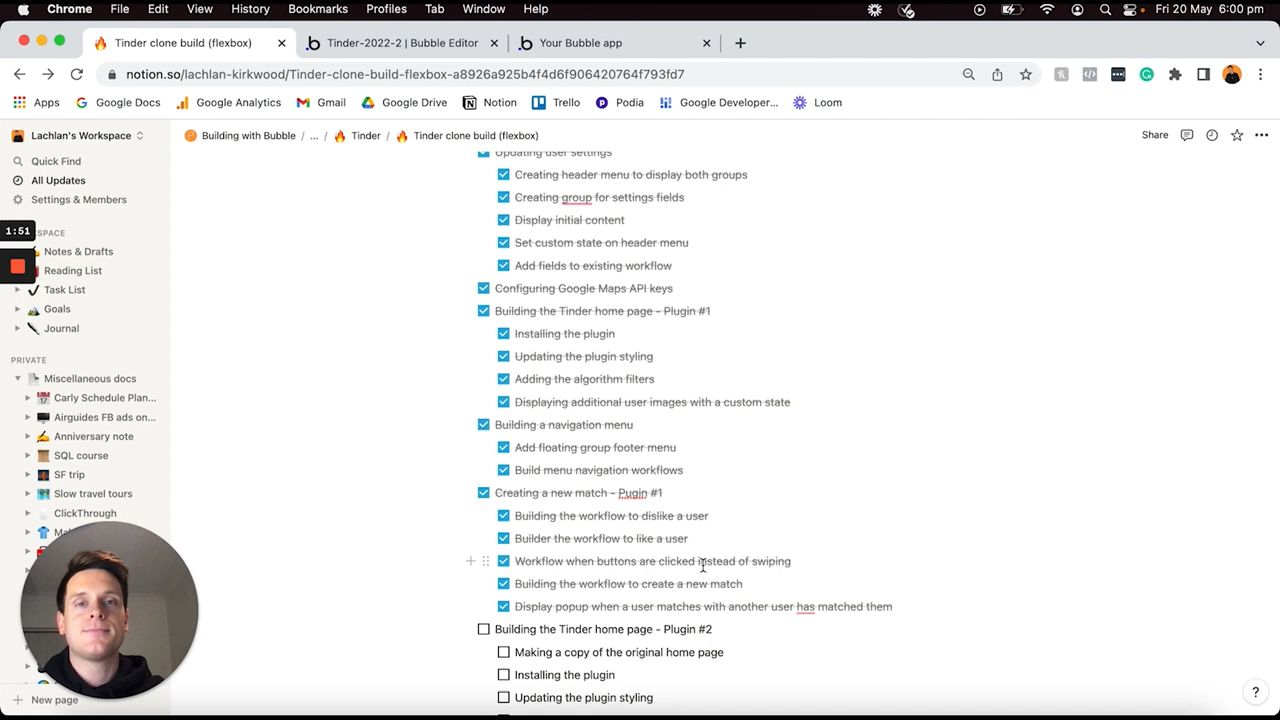 Chrome File Edit View History Bookmarks Profiles Tab Window Help Fri 20 May 6:00 pm
Tinder clone build (flexbox) Tinder-2022-2 | Bubble Editor Your Bubble app
notion.so/lachlan-kirkwood/Tinder-clone-build-flexbox-a8926a925b4f4d6f906420764f793fd7
Apps Google Docs Google Analytics Gmail Google Drive Notion Trello Podia Google Developer... Loom
Lachlan's Workspace Building with Bubble / ... / Tinder / Tinder clone build (flexbox) Share
Quick Find
All Updates
Settings & Members
1:51
KSPACE
Notes & Drafts
Reading List
Task List
Goals
Journal
PRIVATE
Miscellaneous docs
Carly Schedule Plan...
Airguides FB ads on...
Anniversary note
SQL course
SF trip
Slow travel tours
ClickThrough
New page
Updating user settings
Creating header menu to display both groups
Creating group for settings fields
Display initial content
Set custom state on header menu
Add fields to existing workflow
Configuring Google Maps API keys
Building the Tinder home page - Plugin #1
Installing the plugin
Updating the plugin styling
Adding the algorithm filters
Displaying additional user images with a custom state
Building a navigation menu
Add floating group footer menu
Build menu navigation workflows
Creating a new match - Pugin #1
Building the workflow to dislike a user
Builder the workflow to like a user
Workflow when buttons are clicked instead of swiping
Building the workflow to create a new match
Display popup when a user matches with another user has matched them
Building the Tinder home page - Plugin #2
Making a copy of the original home page
Installing the plugin
Updating the plugin styling
?